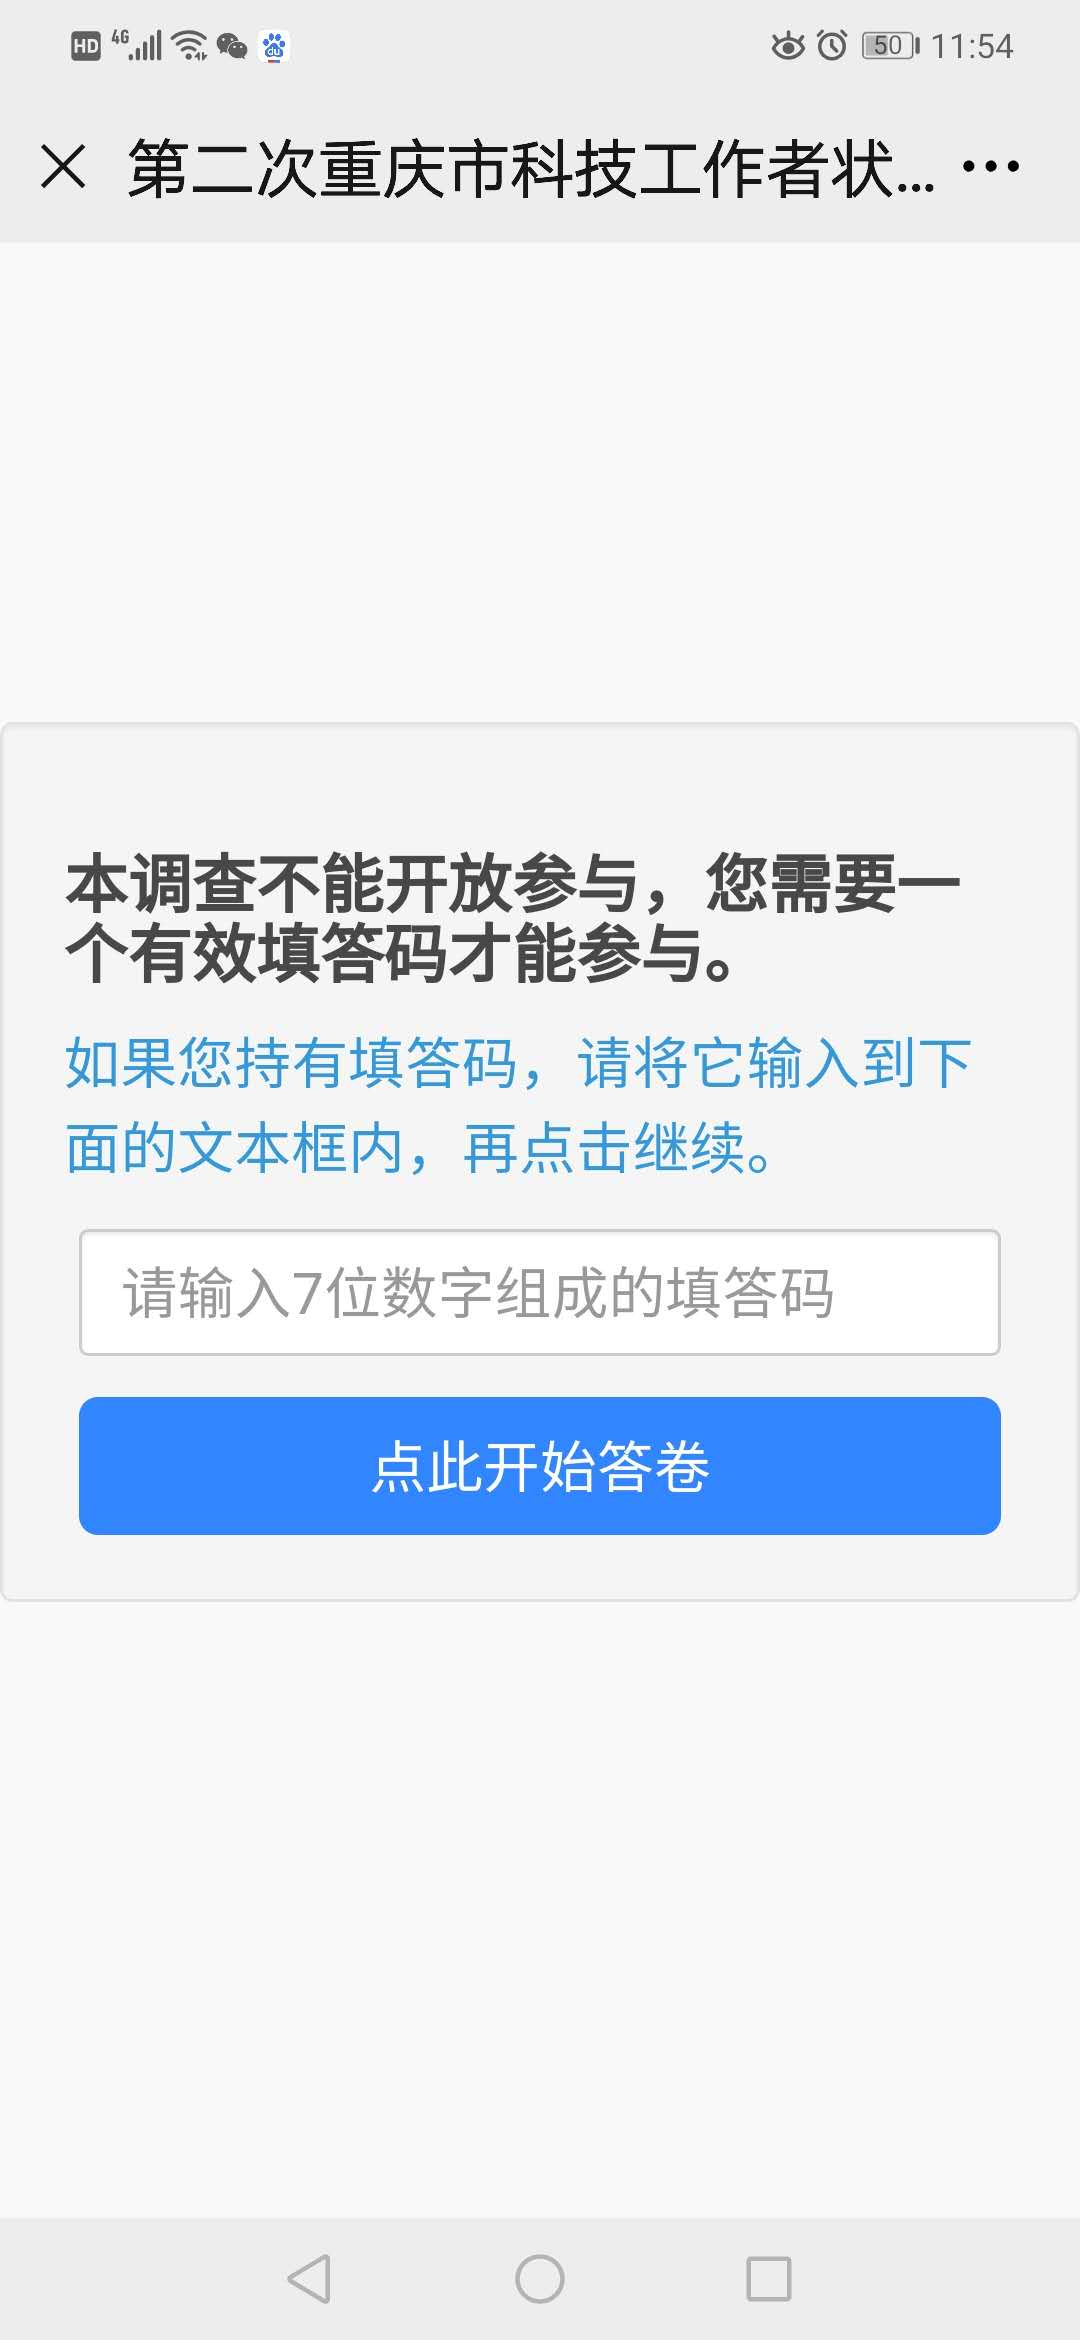 HD 4G du 50 11:54
第二次重庆市科技工作者状...
本调查不能开放参与，您需要一
个有效填答码才能参与。
如果您持有填答码，请将它输入到下
面的文本框内，再点击继续。
请输入7位数字组成的填答码
点此开始答卷